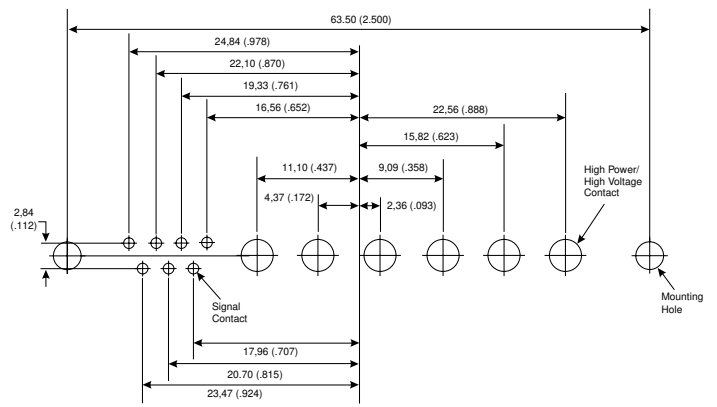 63.50 (2.500)
24,84 (.978)
22,10 (.870)
19,33 (.761)
16,56 (.652)
22,56 (.888)
15,82 (.623)
11,10 (.437)
9,09 (.358)
High Power/
High Voltage
Contact
4,37 (.172)
2,36 (.093)
2,84
(.112)
Signal
Contact
Mounting
Hole
17,96 (.707)
20.70 (.815)
23,47 (.924)